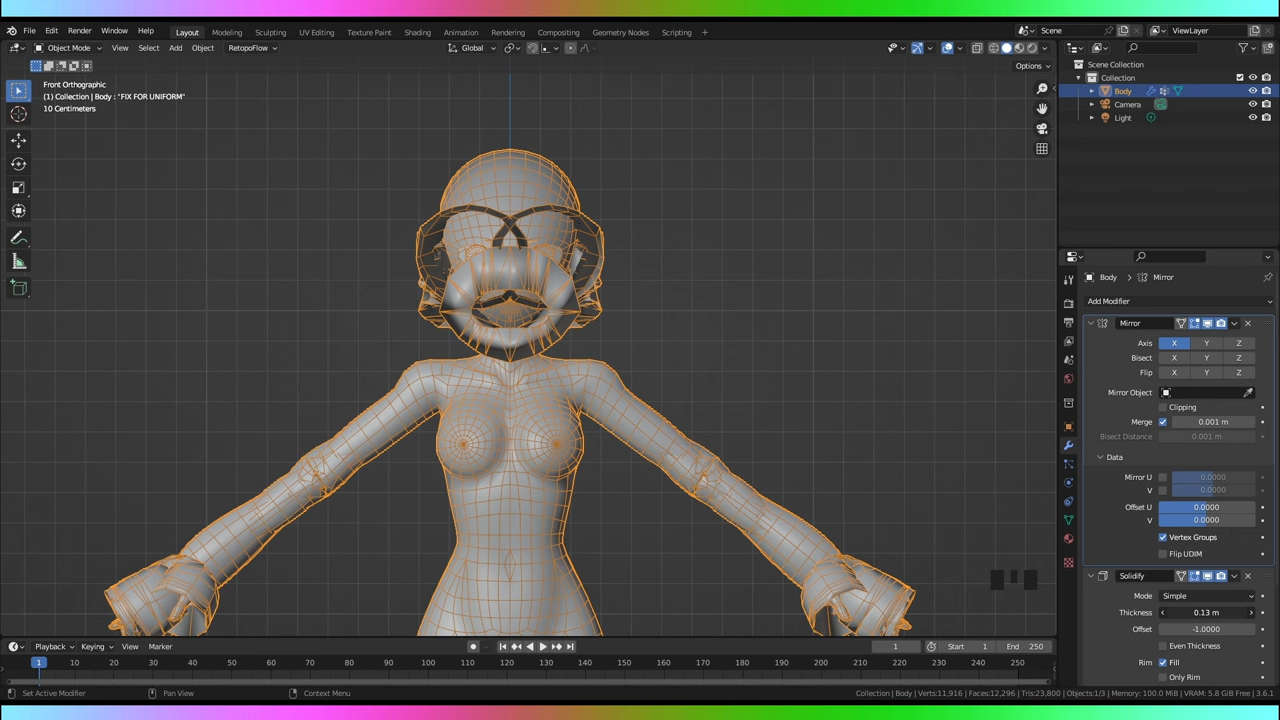 File Edit Render Window Help Layout Modeling Sculpting UV Editing Texture Paint Shading Animation Rendering Compositing Geometry Nodes Scripting + Scene ViewLayer
Object Mode View Select Add Object RetopoFlow Global
Options
Front Orthographic
(1) Collection | Body : "FIX FOR UNIFORM"
10 Centimeters
Scene Collection
Collection
Body
Camera
Light
Body > Mirror
Add Modifier
Mirror
Axis X Y Z
Bisect X Y Z
Flip X Y Z
Mirror Object
Clipping
Merge 0.001 m
Bisect Distance 0.001 m
Data
Mirror U 0.0000
V 0.0000
Offset U 0.0000
V 0.0000
Vertex Groups
Flip UDIM
Solidify
Mode Simple
Thickness 0.13 m
Offset -1.0000
Even Thickness
Rim Fill
Only Rim
Playback Keying View Marker 1 Start 1 End 250
1 10 20 30 40 50 60 70 80 90 100 110 120 130 140 150 160 170 180 190 200 210 220 230 240 250
Set Active Modifier Pan View Context Menu Collection | Body | Verts:11,916 | Faces:12,296 | Tris:23,800 | Objects:1/3 | Memory: 100.0 MiB | VRAM: 5.8 GiB Free | 3.6.1